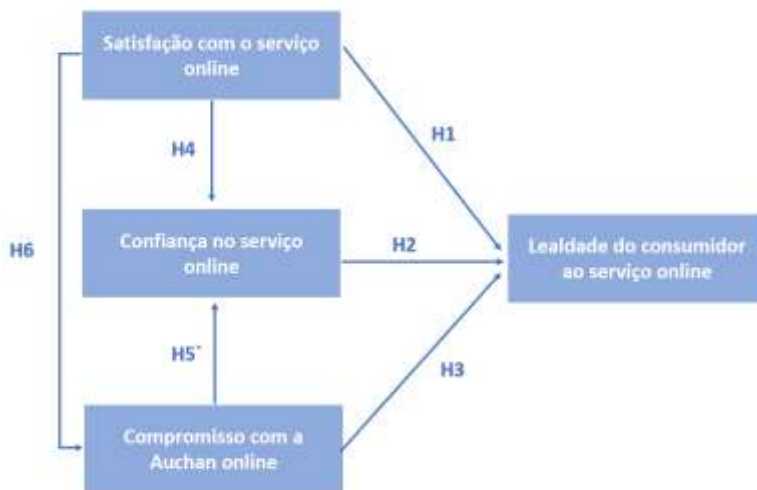 Satisfação com o serviço
online
H4
H1
H6
Confiança no serviço
online
H2
Lealdade do consumidor
ao serviço online
H5
H3
Compromisso com a
Auchan online